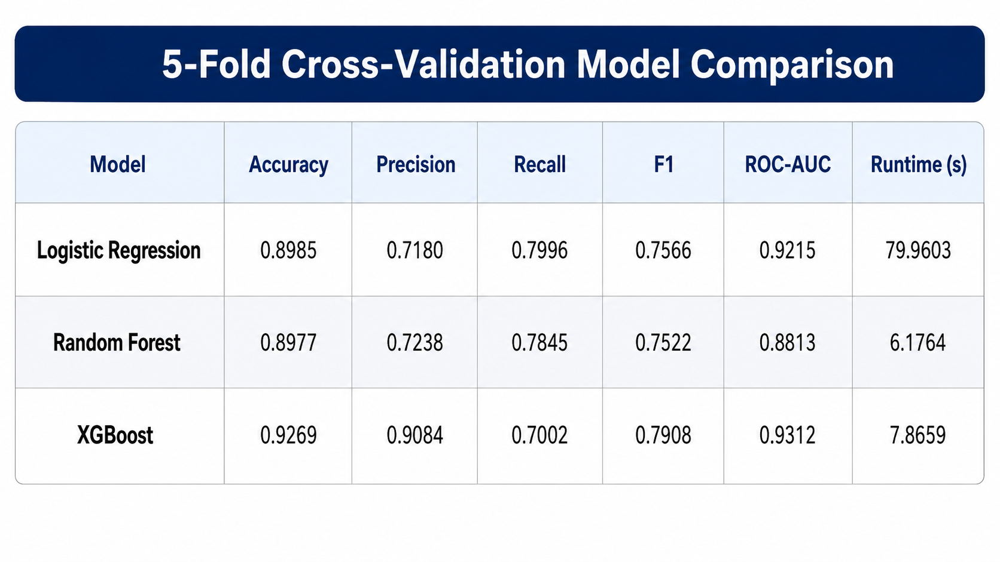 5-Fold Cross-Validation Model Comparison
Model Accuracy Precision Recall F1 ROC-AUC Runtime (s)
Logistic Regression 0.8985 0.7180 0.7996 0.7566 0.9215 79.9603
Random Forest 0.8977 0.7238 0.7845 0.7522 0.8813 6.1764
XGBoost 0.9269 0.9084 0.7002 0.7908 0.9312 7.8659